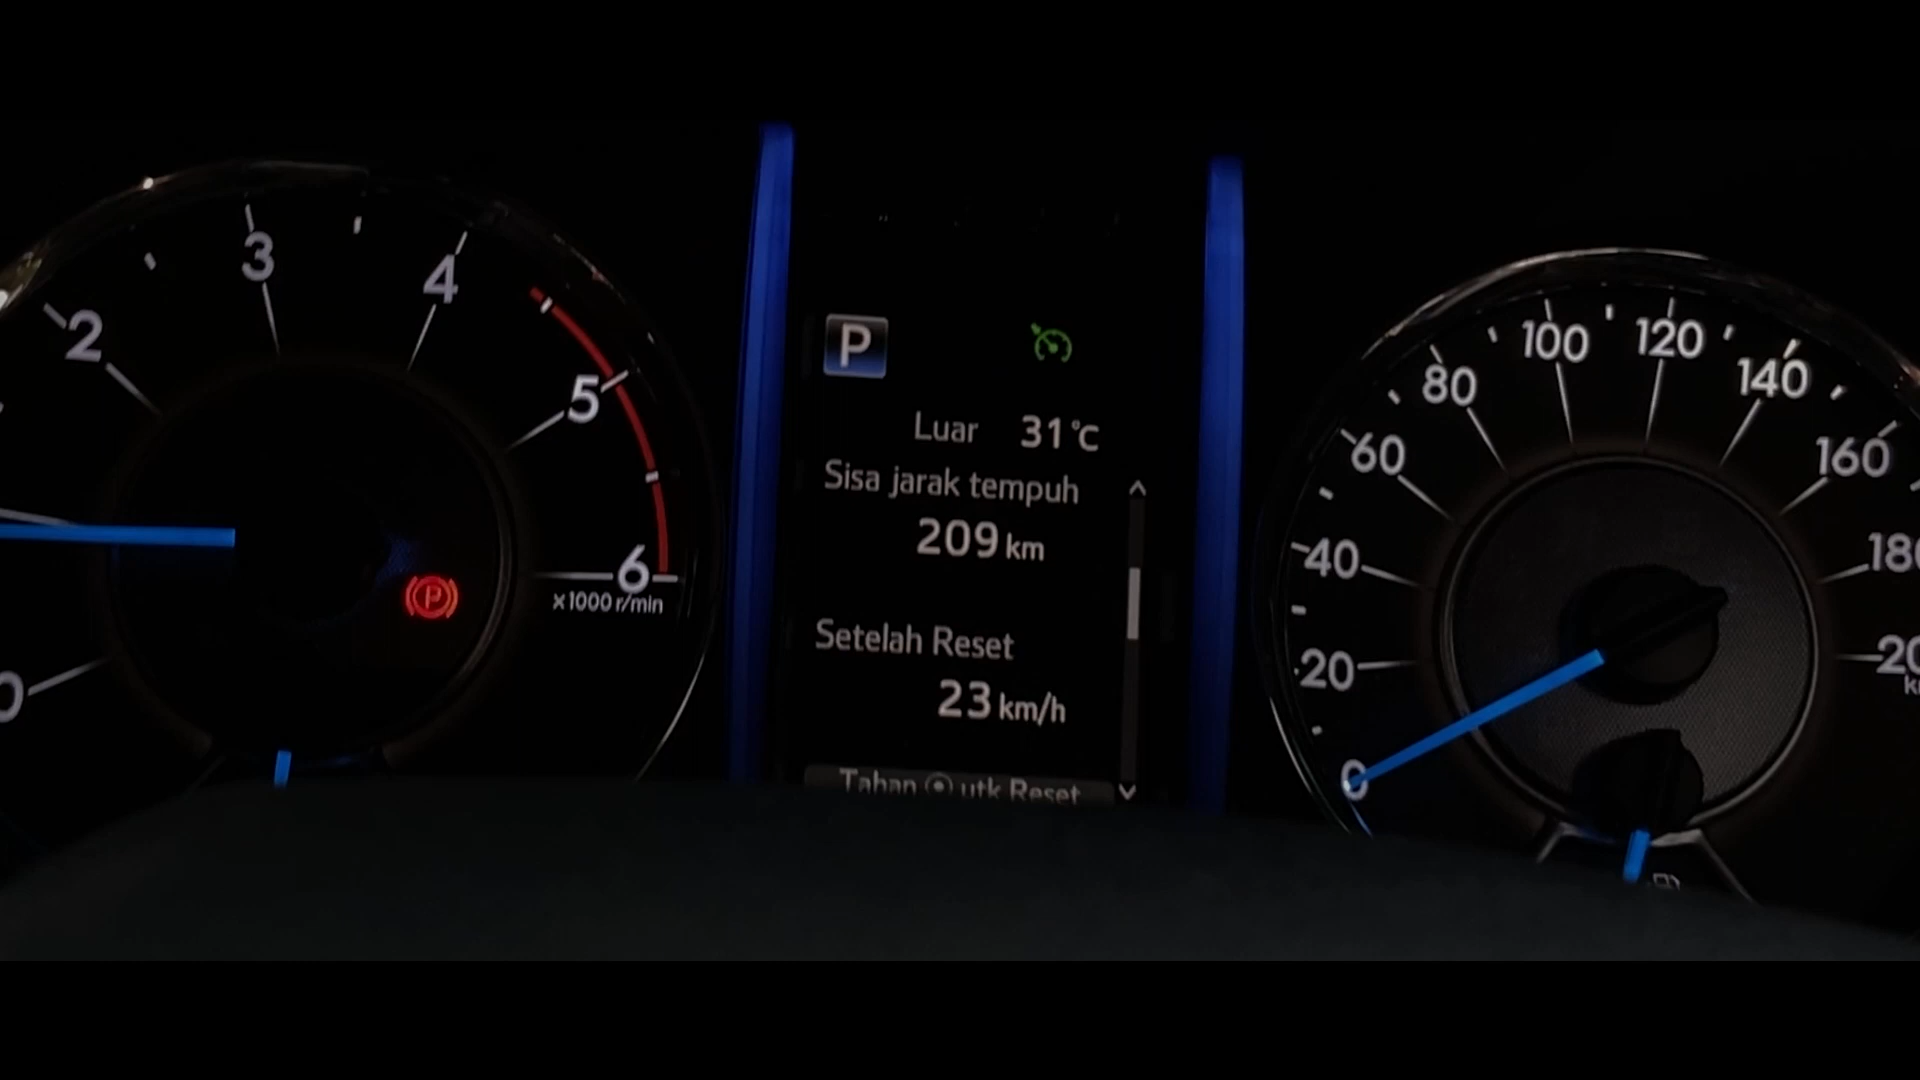 0
2
3
4
5
6
x1000 r/min
P
P
Luar 31°C
Sisa jarak tempuh
209 km
Setelah Reset
23 km/h
Tahan utk Reset
0
20
40
60
80
100
120
140
160